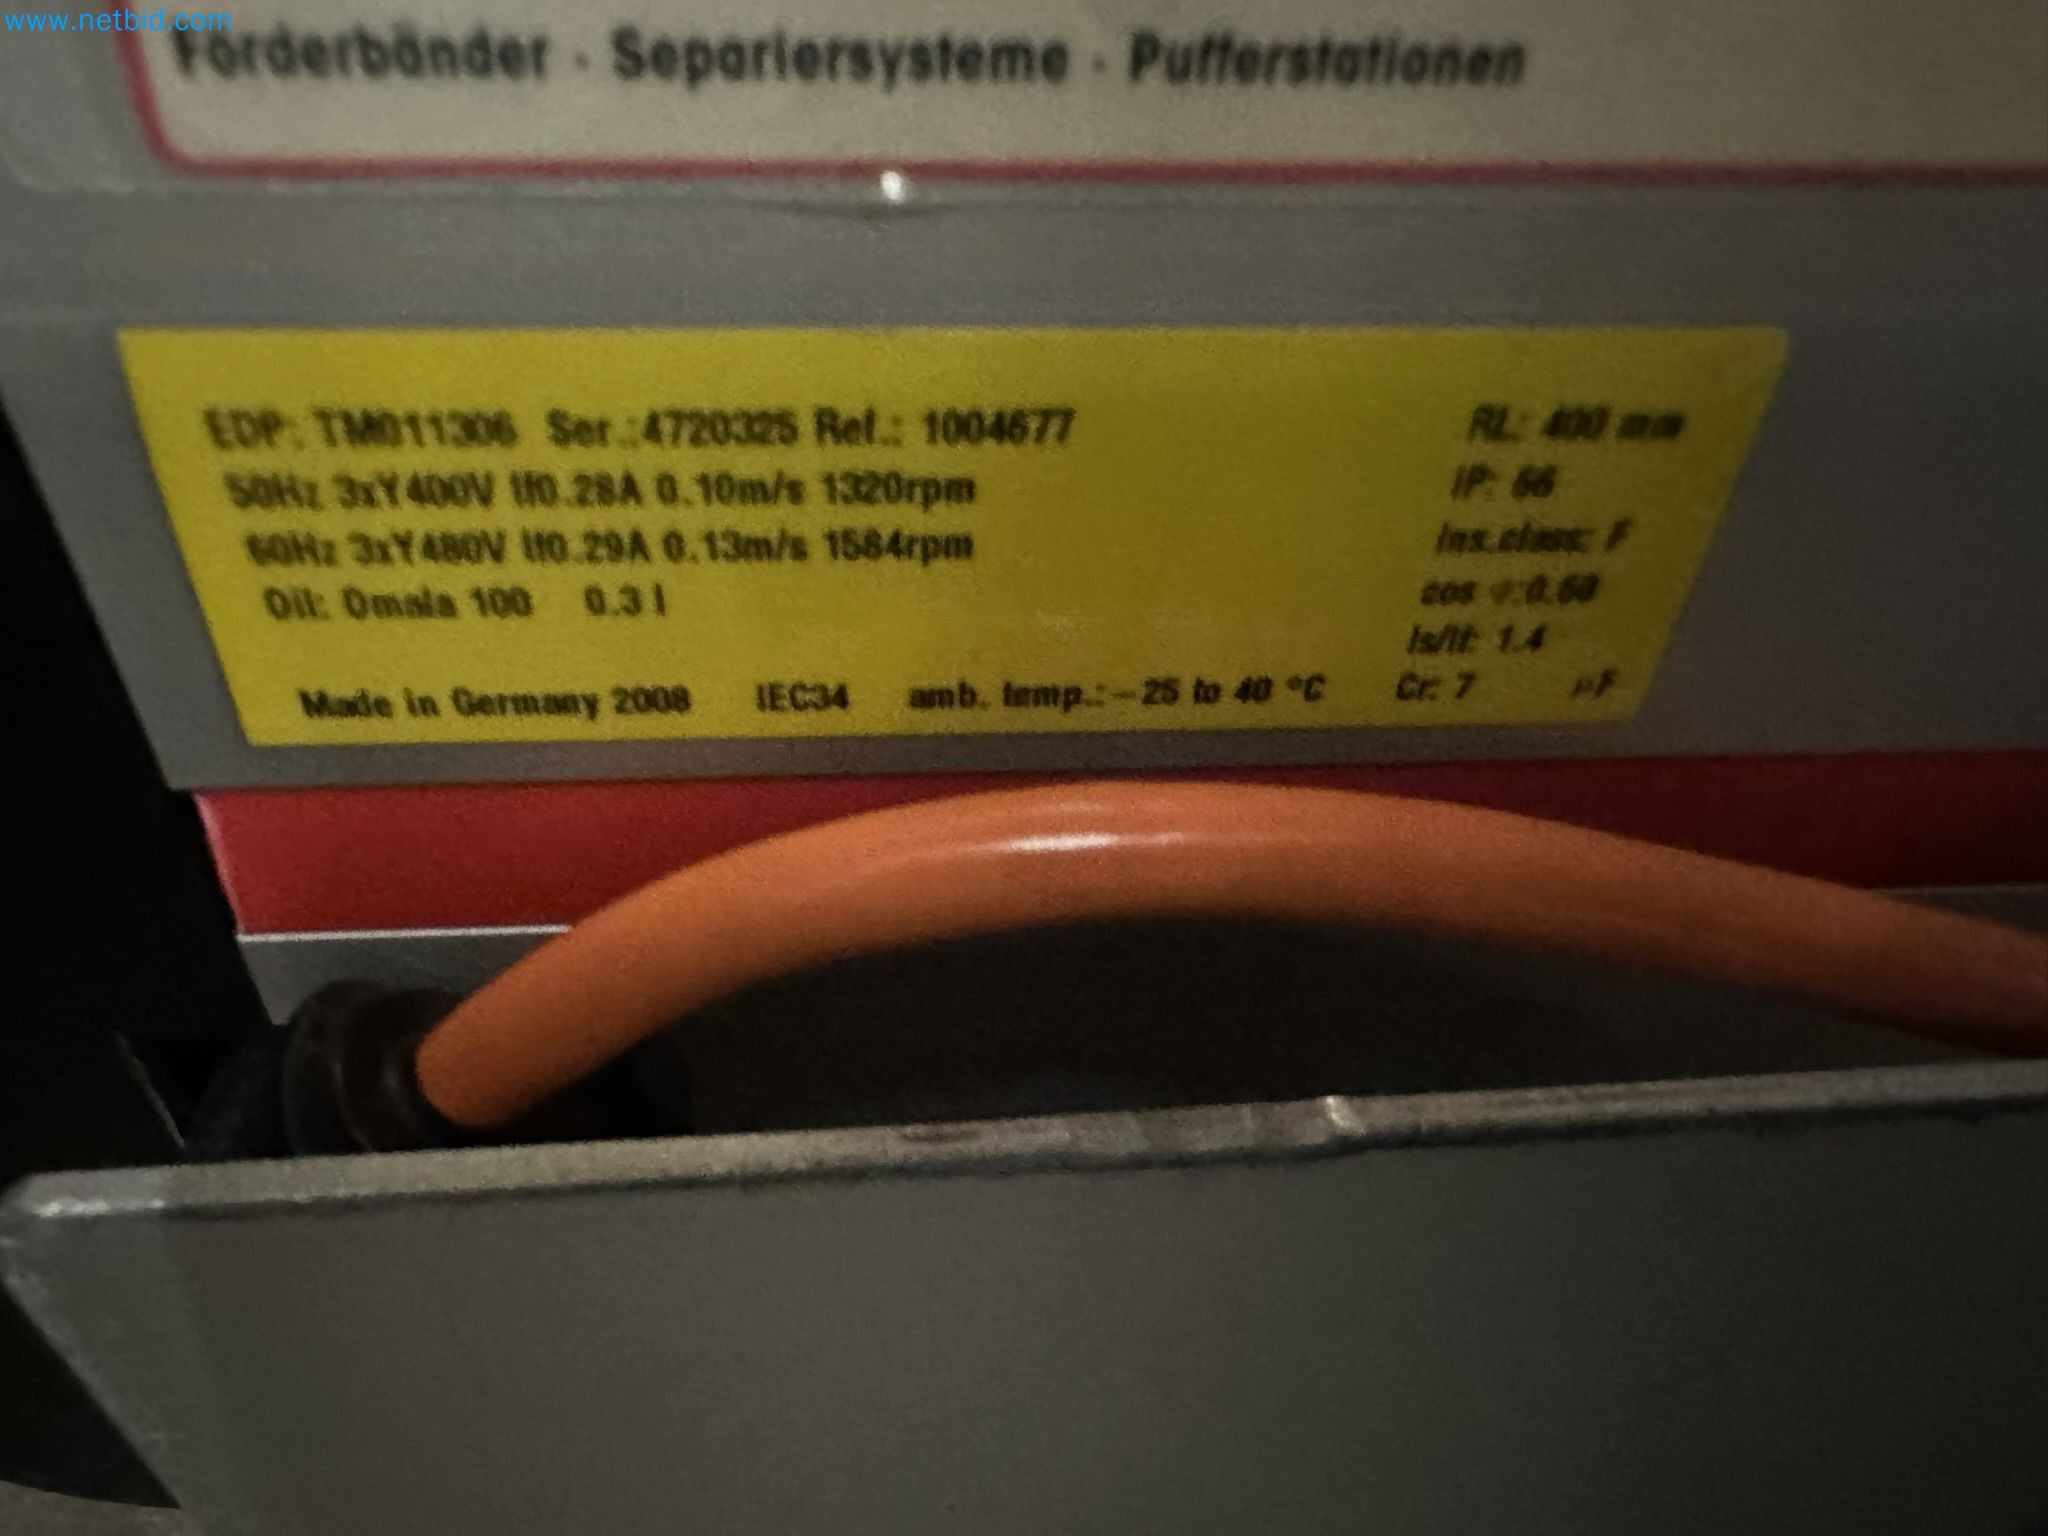 www.netbid.com
Förderbänder · Separiersysteme · Pufferstationen
EDP: TM011306 Ser.:4720325 Ref.: 1004677 RL: 400 mm
50Hz 3xY400V If0.28A 0.10m/s 1320rpm IP: 66
60Hz 3xY480V If0.29A 0.13m/s 1584rpm Ins.class: F
Oil: Omala 100 0.3 l cos φ:
Is/If: 1.4
Made in Germany 2008 IEC34 amb. temp.:-25 to 40 °C Cr: 7 µF